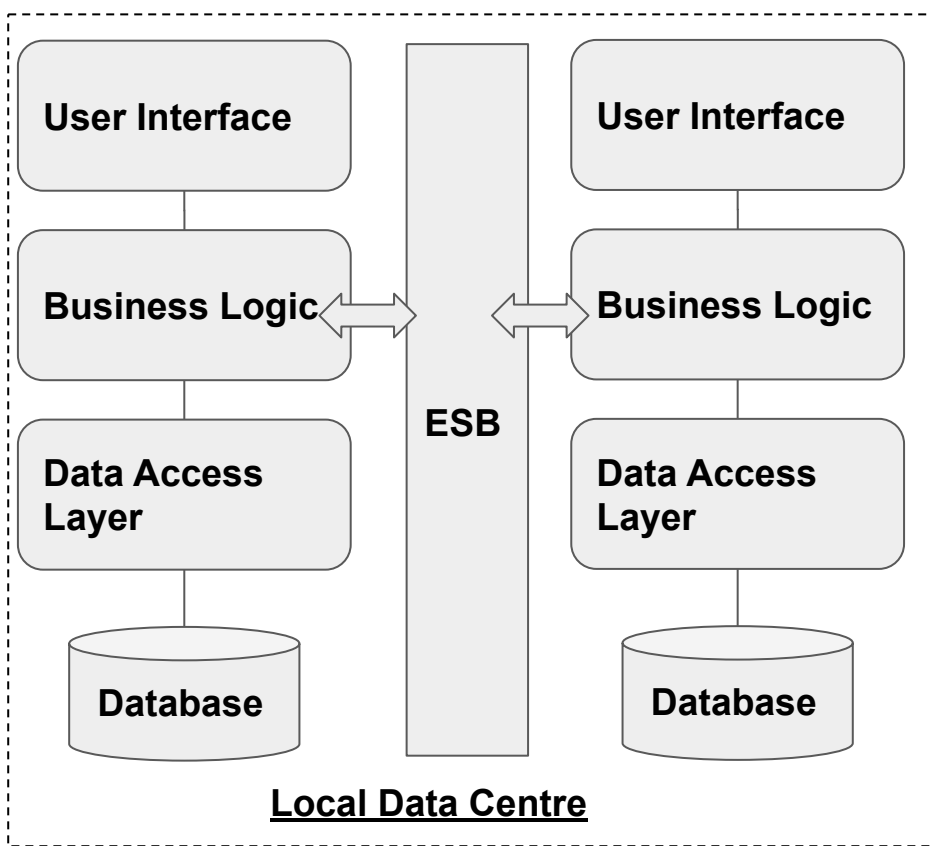 User Interface
Business Logic
Data Access
Layer
Database
ESB
User Interface
Business Logic
Data Access
Layer
Database
Local Data Centre